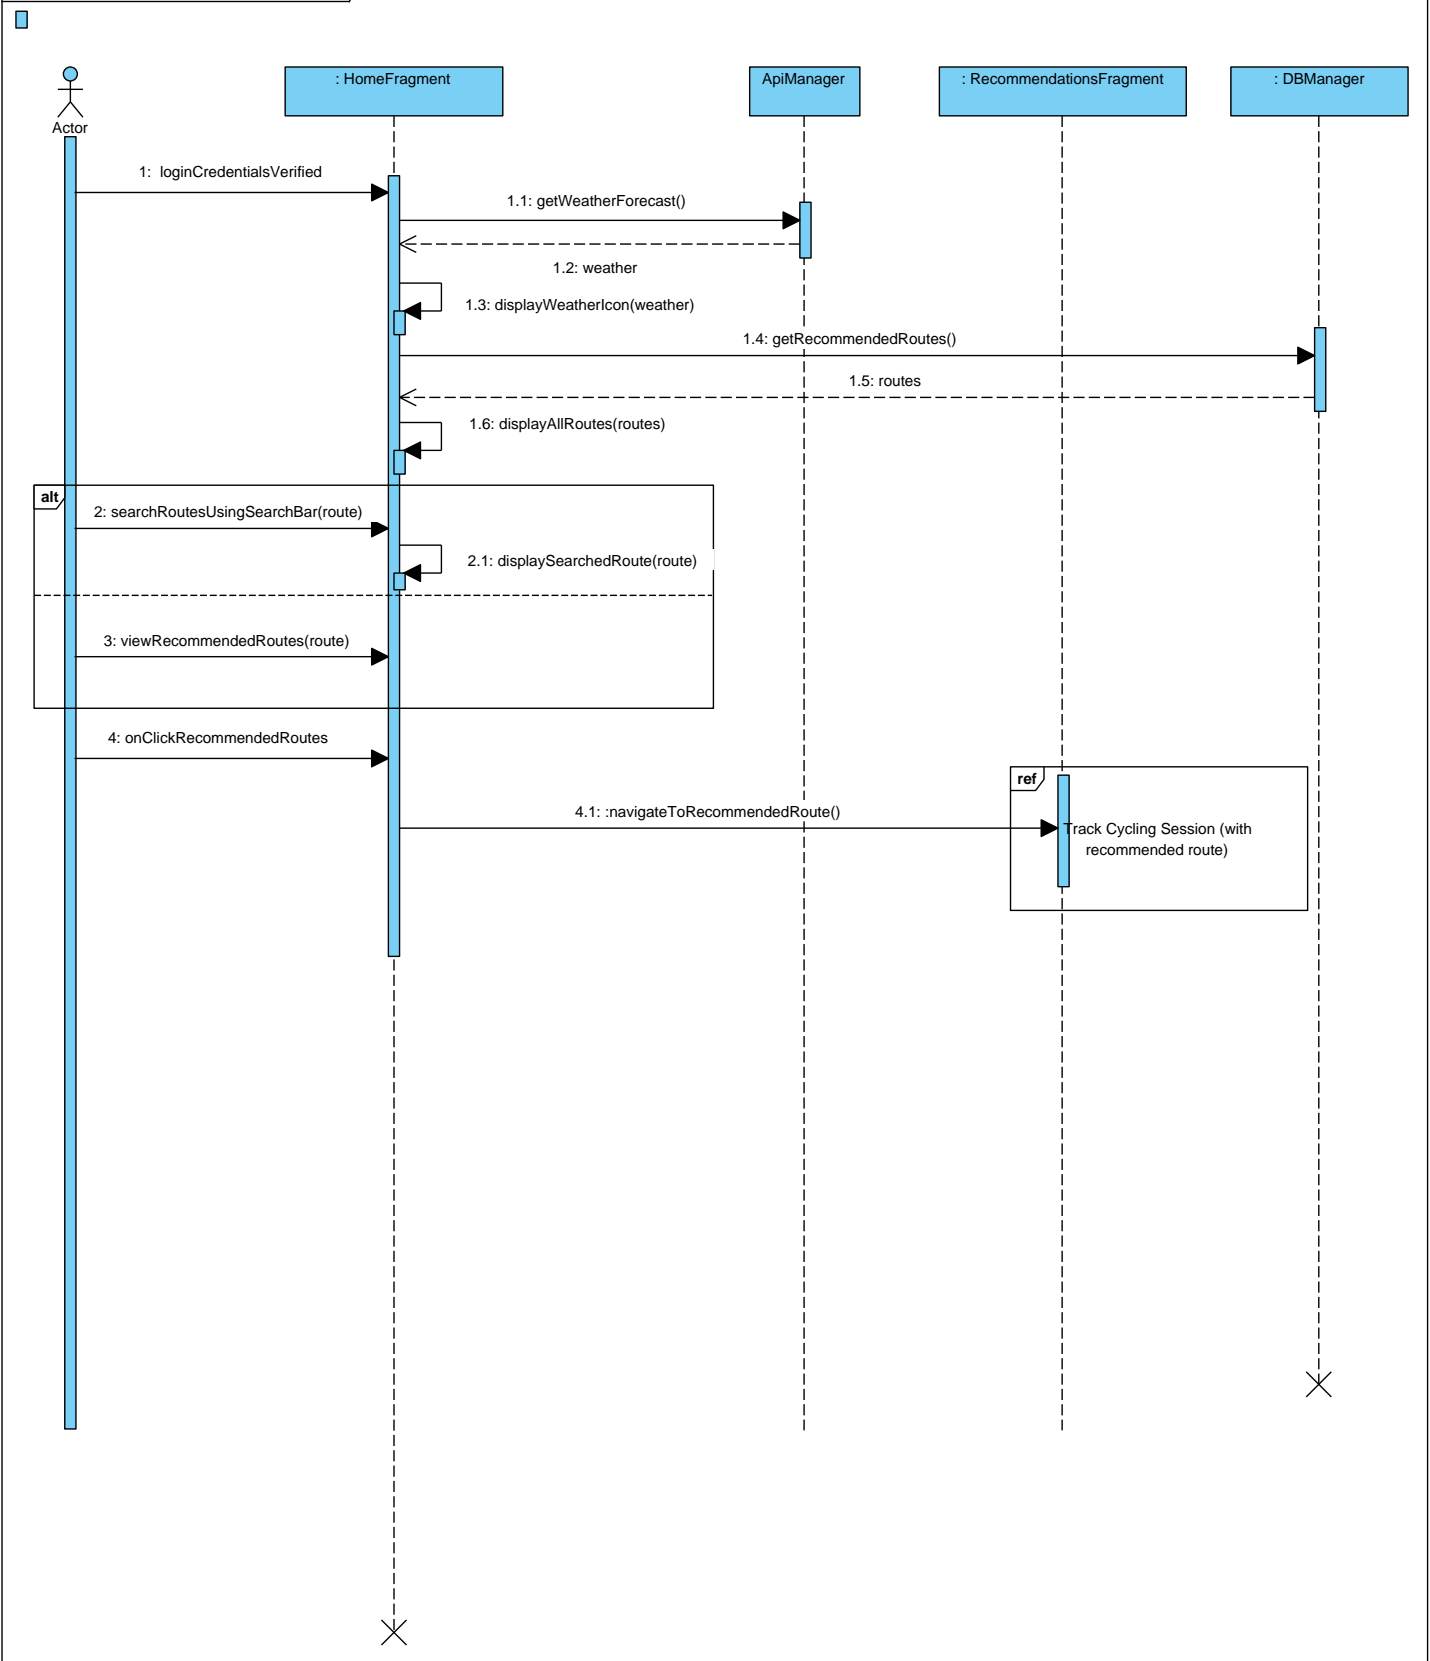 : HomeFragment
ApiManager
: RecommendationsFragment
: DBManager
Actor
1:  loginCredentialsVerified
1.1: getWeatherForecast()
1.2: weather
1.3: displayWeatherIcon(weather)
1.4: getRecommendedRoutes()
1.5: routes
1.6: displayAllRoutes(routes)
alt
2: searchRoutesUsingSearchBar(route)
2.1: displaySearchedRoute(route)
3: viewRecommendedRoutes(route)
4: onClickRecommendedRoutes
ref
4.1: :navigateToRecommendedRoute()
Track Cycling Session (with
recommended route)